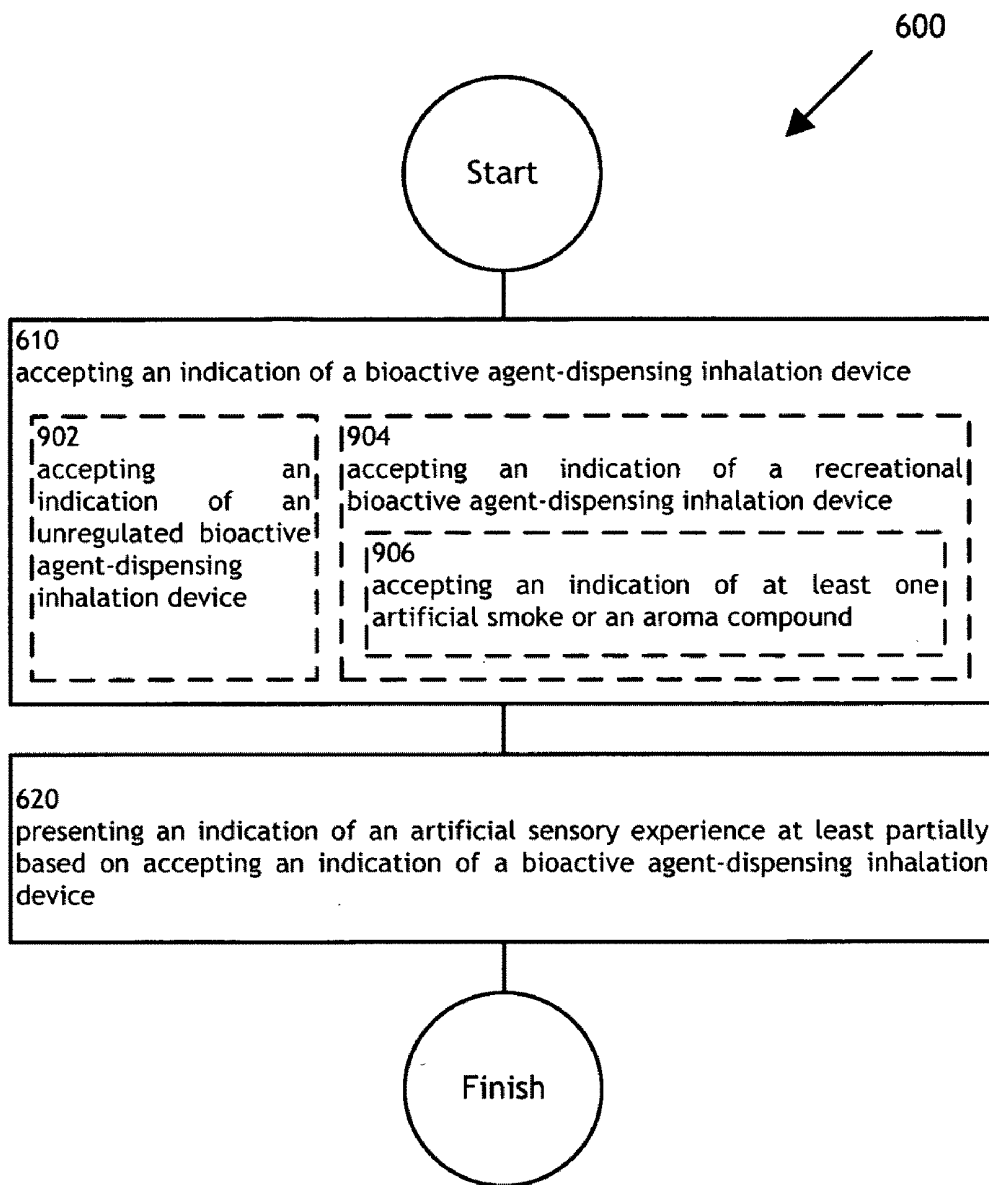 600
Start
610
accepting an indication of a bioactive agent-dispensing inhalation device
902
accepting an
indication of an
unregulated bioactive
agent-dispensing
inhalation device
904
accepting an indication of a recreational
bioactive agent-dispensing inhalation device
906
accepting an indication of at least one
artificial smoke or an aroma compound
620
presenting an indication of an artificial sensory experience at least partially
based on accepting an indication of a bioactive agent-dispensing inhalation
device
Finish